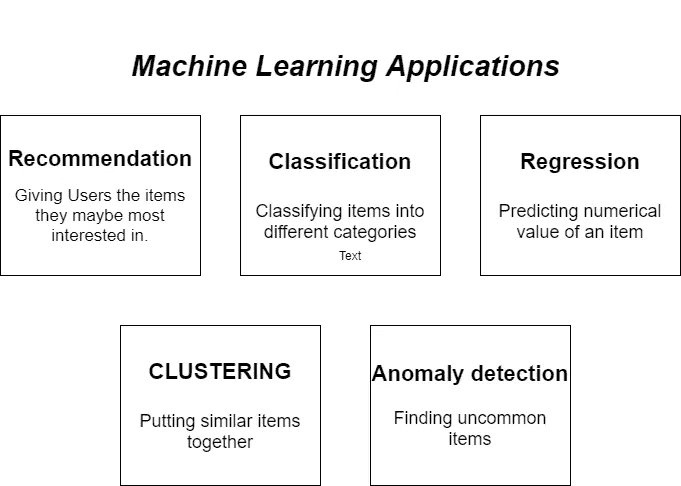 Machine Learning Applications
Recommendation
Giving Users the items
they maybe most
interested in.
Classification
Classifying items into
different categories
Text
Regression
Predicting numerical
value of an item
CLUSTERING
Putting similar items
together
Anomaly detection
Finding uncommon
items